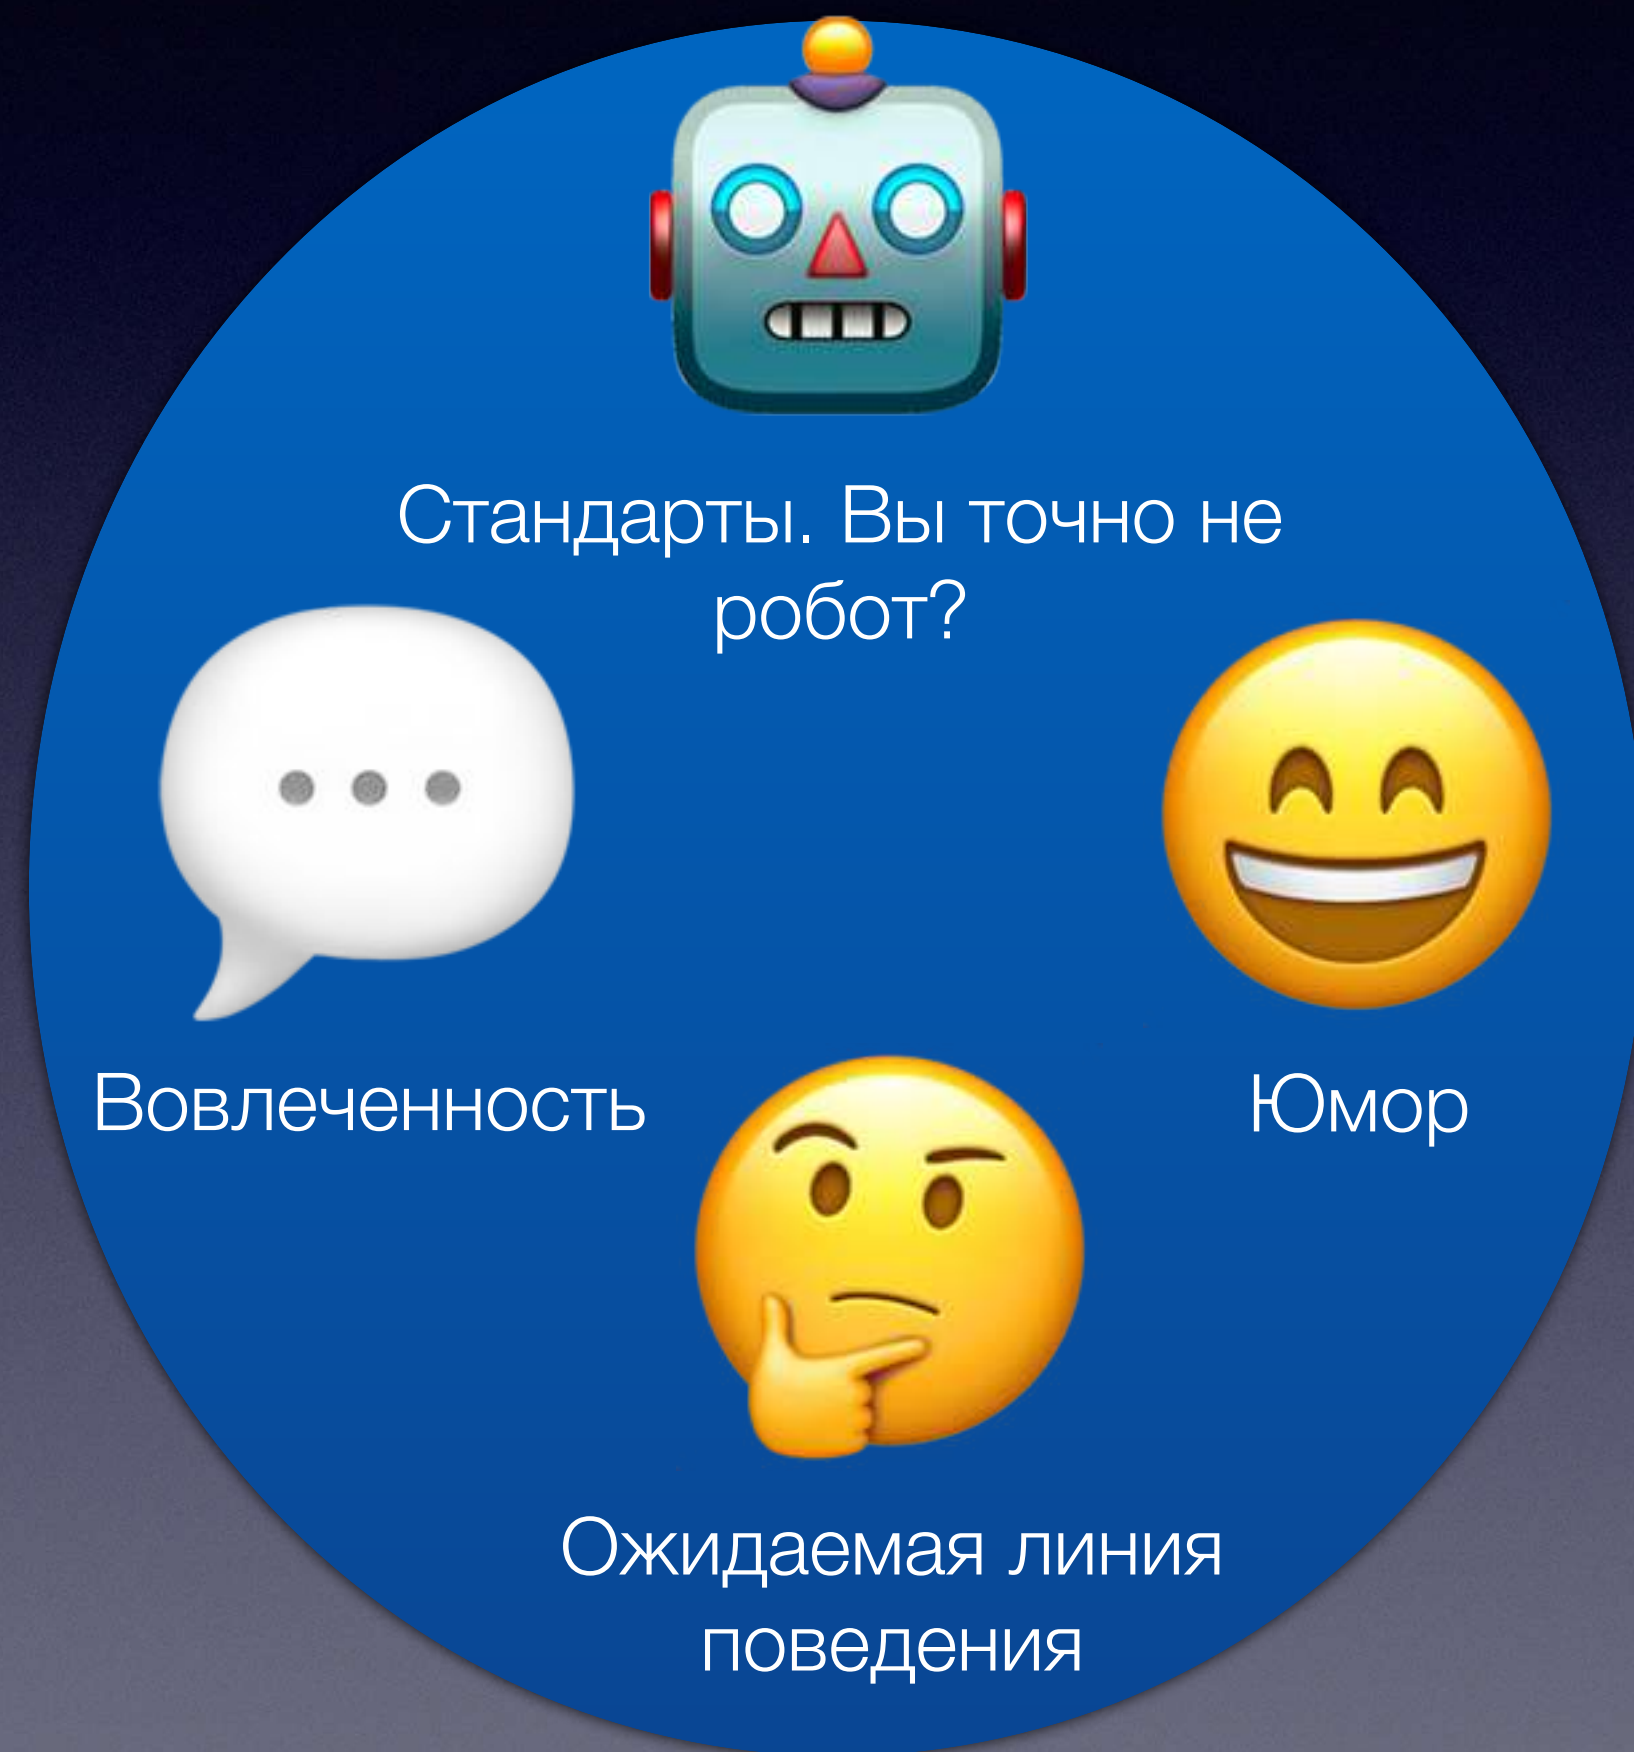 Стандарты. Вы точно не
робот?
Вовлеченность
Юмор
Ожидаемая линия
поведения